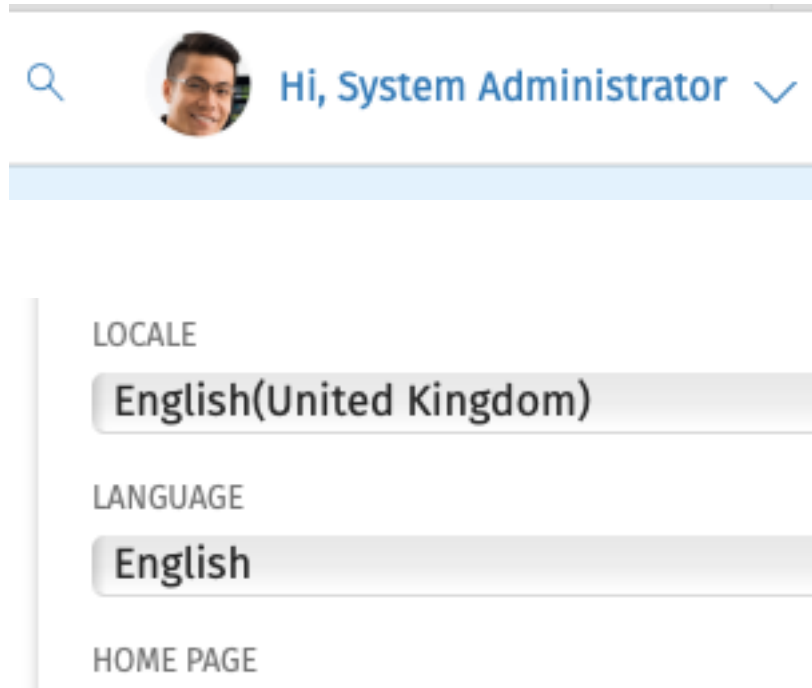 Hi, System Administrator
LOCALE
English(United Kingdom)
LANGUAGE
English
HOME PAGE